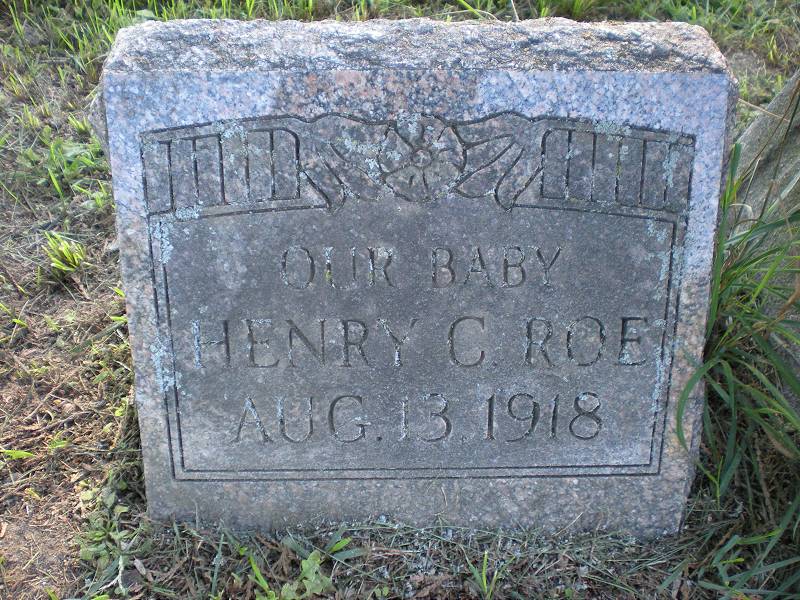 OUR BABY
HENRY C. ROE
AUG. 13, 1918